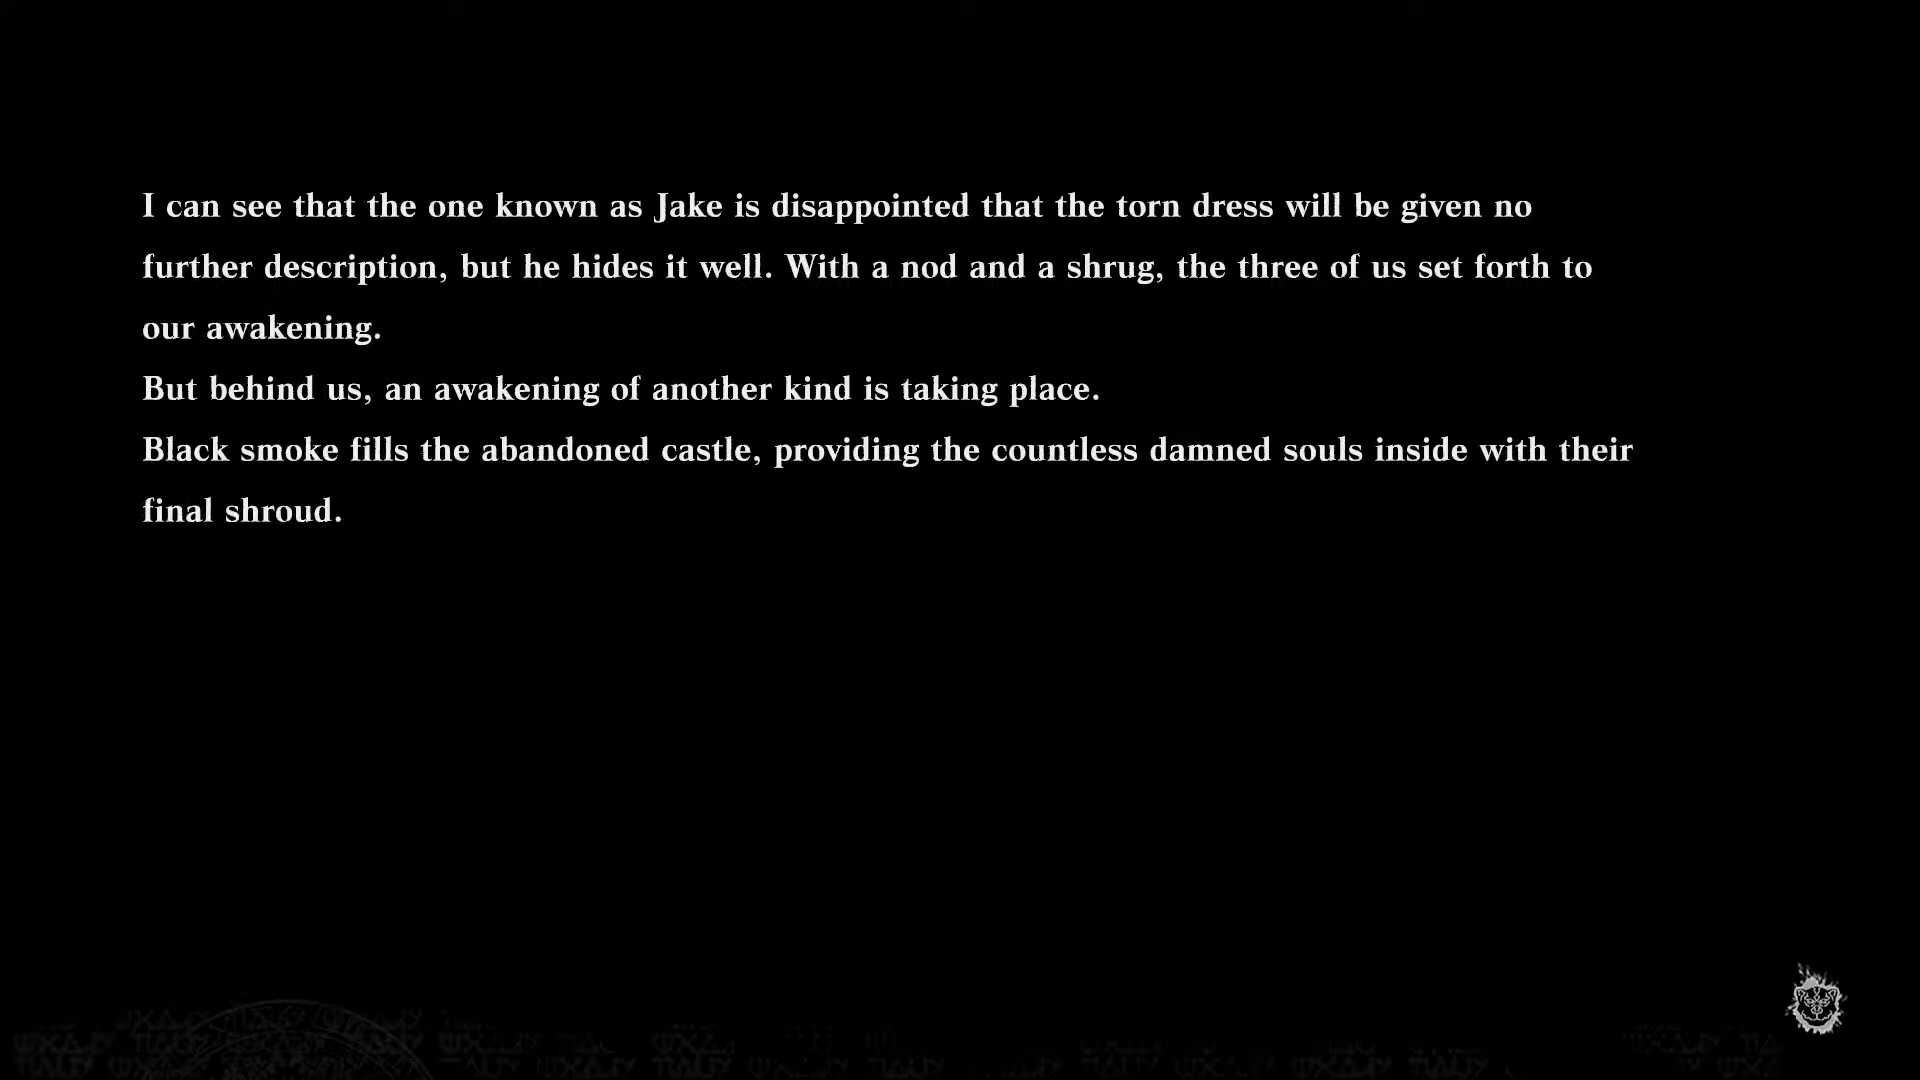 I can see that the one known as Jake is disappointed that the torn dress will be given no
further description, but he hides it well. With a nod and a shrug, the three of us set forth to
our awakening.
But behind us, an awakening of another kind is taking place.
Black smoke fills the abandoned castle, providing the countless damned souls inside with their
final shroud.